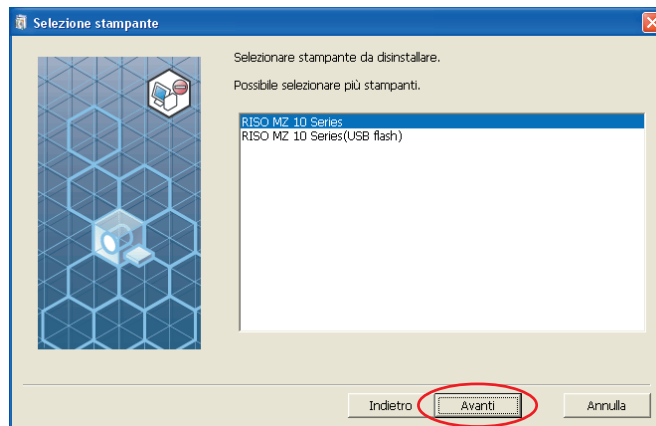 Selezione stampante
Selezionare stampante da disinstallare.
Possibile selezionare più stampanti.
RISO MZ 10 Series
RISO MZ 10 Series(USB flash)
Indietro
Avanti
Annulla